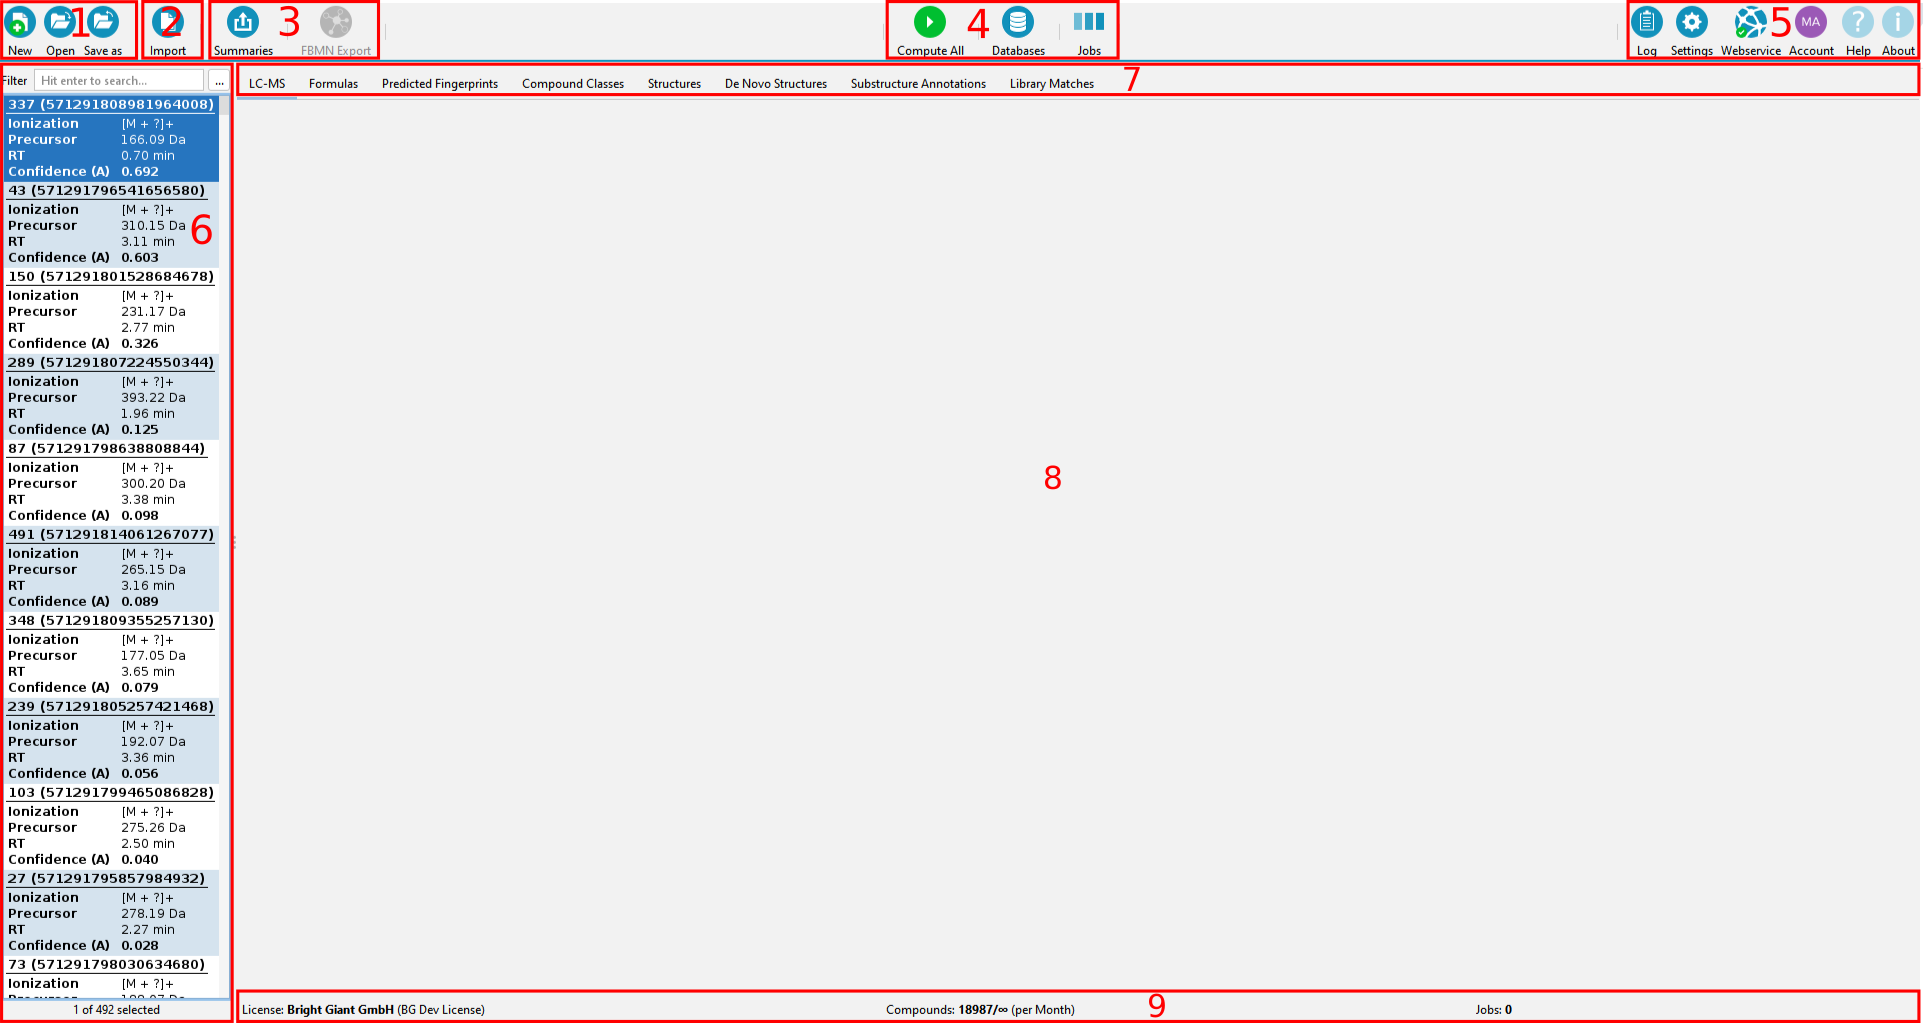 New Open Save as Import Summaries FBMN Export Compute All Databases Jobs Log Settings Webservice Account Help About
1 2 3 4 5
MA
Filter Hit enter to search... ...
LC-MS Formulas Predicted Fingerprints Compound Classes Structures De Novo Structures Substructure Annotations Library Matches 7
337 (571291808981964008)
Ionization [M + ?]+
Precursor 166.09 Da
RT 0.70 min
Confidence (A) 0.692
43 (571291796541656580)
Ionization [M + ?]+
Precursor 310.15 Da
6
RT 3.11 min
Confidence (A) 0.603
150 (571291801528684678)
Ionization [M + ?]+
Precursor 231.17 Da
RT 2.77 min
Confidence (A) 0.326
289 (571291807224550344)
Ionization [M + ?]+
Precursor 393.22 Da
RT 1.96 min
Confidence (A) 0.125
87 (571291798638808844)
Ionization [M + ?]+
Precursor 300.20 Da
RT 3.38 min
Confidence (A) 0.098
491 (571291814061267077)
Ionization [M + ?]+
Precursor 265.15 Da
RT 3.16 min
Confidence (A) 0.089
348 (571291809355257130)
Ionization [M + ?]+
Precursor 177.05 Da
RT 3.65 min
Confidence (A) 0.079
239 (571291805257421468)
Ionization [M + ?]+
Precursor 192.07 Da
RT 3.36 min
Confidence (A) 0.056
103 (571291799465086828)
Ionization [M + ?]+
Precursor 275.26 Da
RT 2.50 min
Confidence (A) 0.040
27 (571291795857984932)
Ionization [M + ?]+
Precursor 278.19 Da
RT 2.27 min
Confidence (A) 0.028
73 (571291798030634680)
Ionization [M + ?]+
8
1 of 492 selected
License: Bright Giant GmbH (BG Dev License) Compounds: 18987/∞ (per Month) 9 Jobs: 0